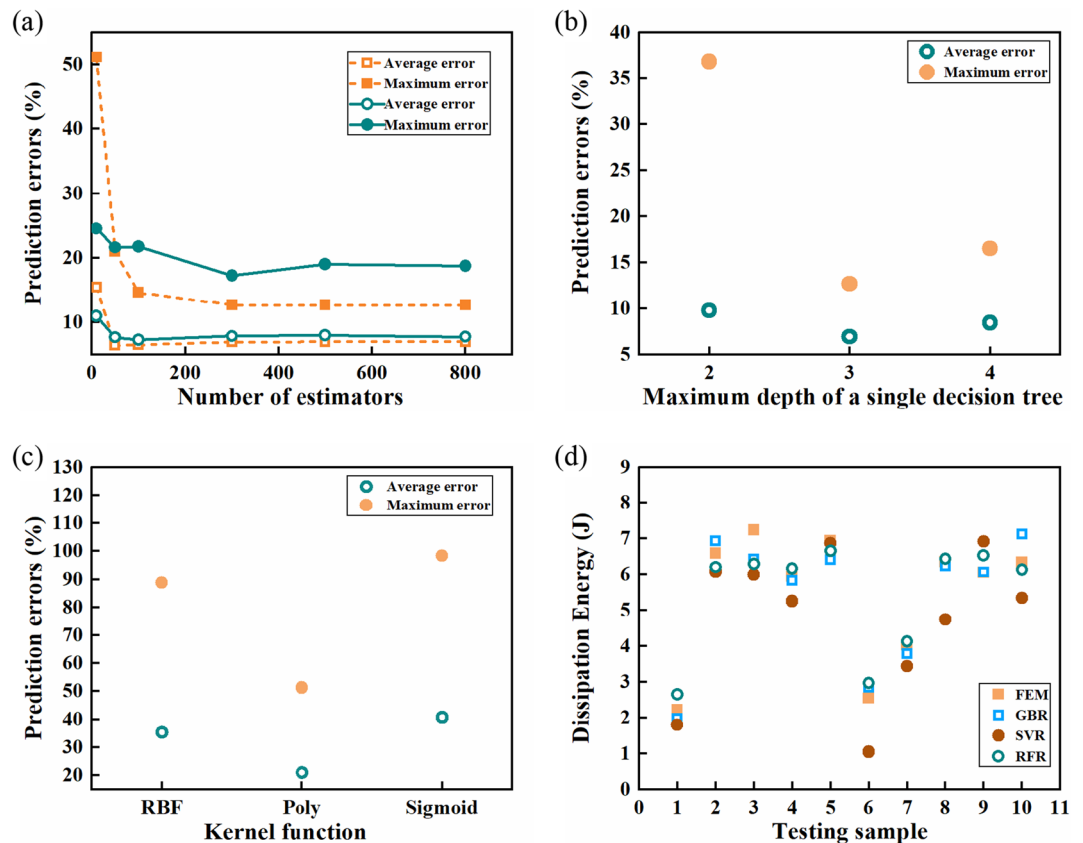 (a)
Prediction errors (%)
50
40
30
20
10
0
200
400
600
800
Number of estimators
Average error
Maximum error
Average error
Maximum error
(b)
Prediction errors (%)
40
35
30
25
20
15
10
5
2
3
4
Maximum depth of a single decision tree
Average error
Maximum error
(c)
Prediction errors (%)
130
120
110
100
90
80
70
60
50
40
30
20
RBF
Poly
Sigmoid
Kernel function
Average error
Maximum error
(d)
Dissipation Energy (J)
9
8
7
6
5
4
3
2
1
0
0
1
2
3
4
5
6
7
8
9
10
11
Testing sample
FEM
GBR
SVR
RFR